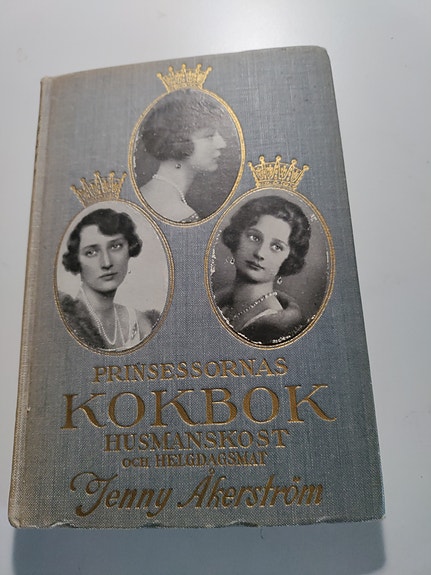 PRINSESSORNAS
KOKBOK
HUSMANSKOST
OCH HELGDAGSMAT
Jenny Åkerström